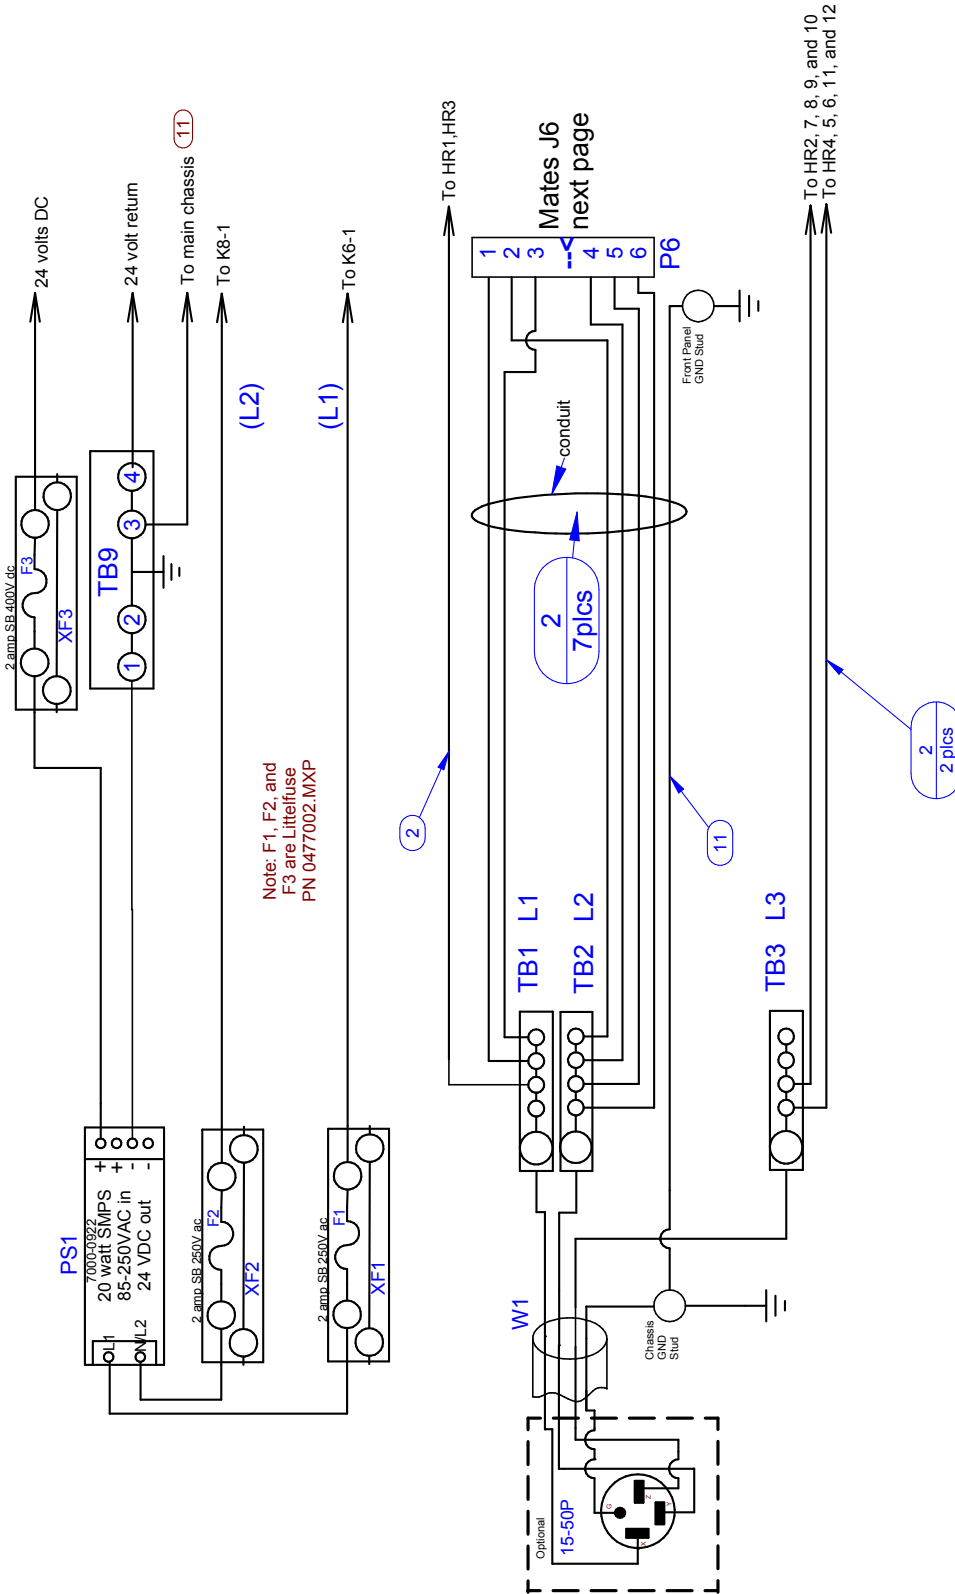 24 volts DC
24 volt return
To main chassis
11
To K8-1
To K6-1
(L2)
(L1)
2 amp SB 400V dc
F3
XF3
TB9
1
2
3
4
Note: F1, F2, and
F3 are Littelfuse
PN 0477002.MXP
PS1
7000-0922
20 watt SMPS
85-250VAC in
24 VDC out
+
+
-
-
L1
N/L2
2 amp SB 250V ac
F2
XF2
2 amp SB 250V ac
F1
XF1
To HR1,HR3
Mates J6
next page
1
2
3
--<
4
5
6
P6
Front Panel
GND Stud
conduit
2
7plcs
2
11
TB1 L1
TB2 L2
TB3 L3
To HR2, 7, 8, 9, and 10
To HR4, 5, 6, 11, and 12
2
2 plcs
W1
Chassis
GND
Stud
Optional
15-50P
G
Z
Y
X